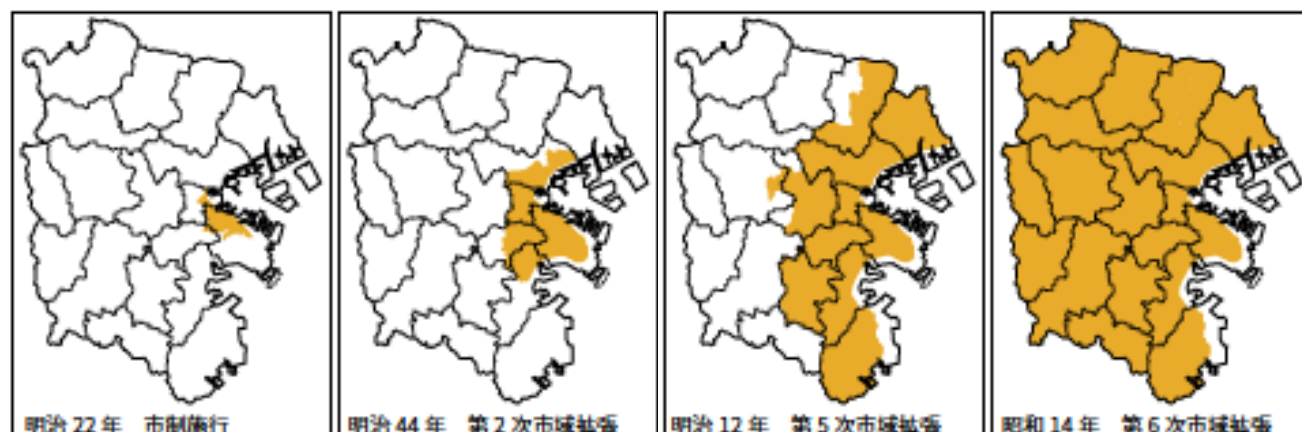 明治 22 年　市制施行
明治 44 年　第 2 次市域拡張
明治 12 年　第 5 次市域拡張
昭和 14 年　第 6 次市域拡張